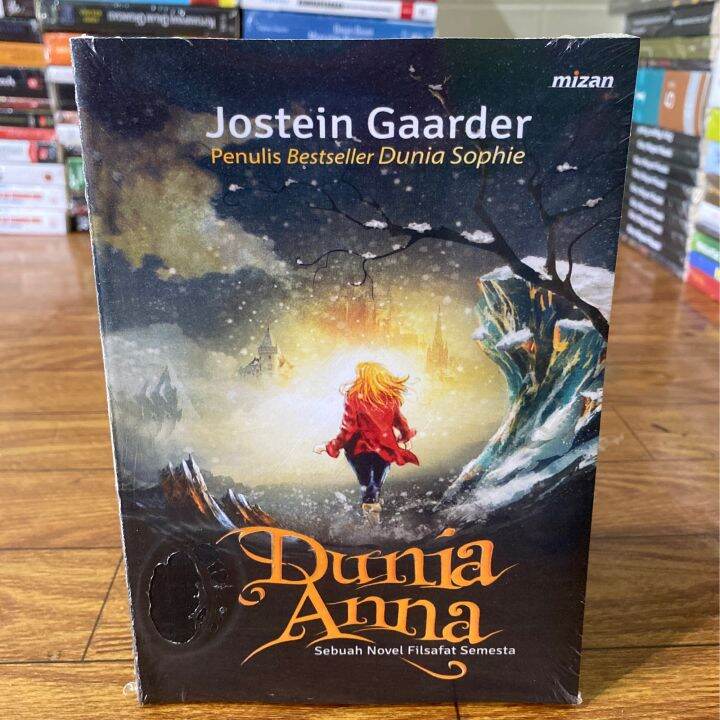 mizan
Jostein Gaarder
Penulis Bestseller Dunia Sophie
Dunia
Anna
Sebuah Novel Filsafat Semesta